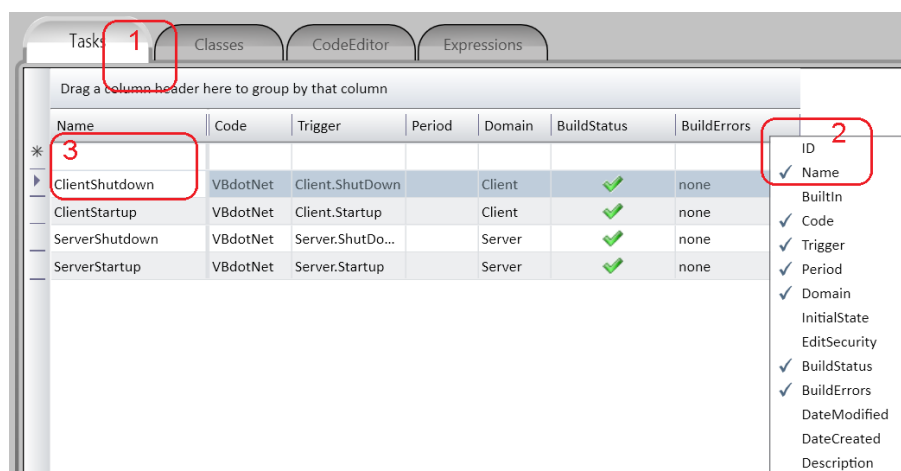 Tasks 1 Classes CodeEditor Expressions
Drag a column header here to group by that column
Name Code Trigger Period Domain BuildStatus BuildErrors
3
ClientShutdown VBdotNet Client.ShutDown Client none
ClientStartup VBdotNet Client.Startup Client none
ServerShutdown VBdotNet Server.ShutDo... Server none
ServerStartup VBdotNet Server.Startup Server none
2
ID
Name
BuiltIn
Code
Trigger
Period
Domain
InitialState
EditSecurity
BuildStatus
BuildErrors
DateModified
DateCreated
Description